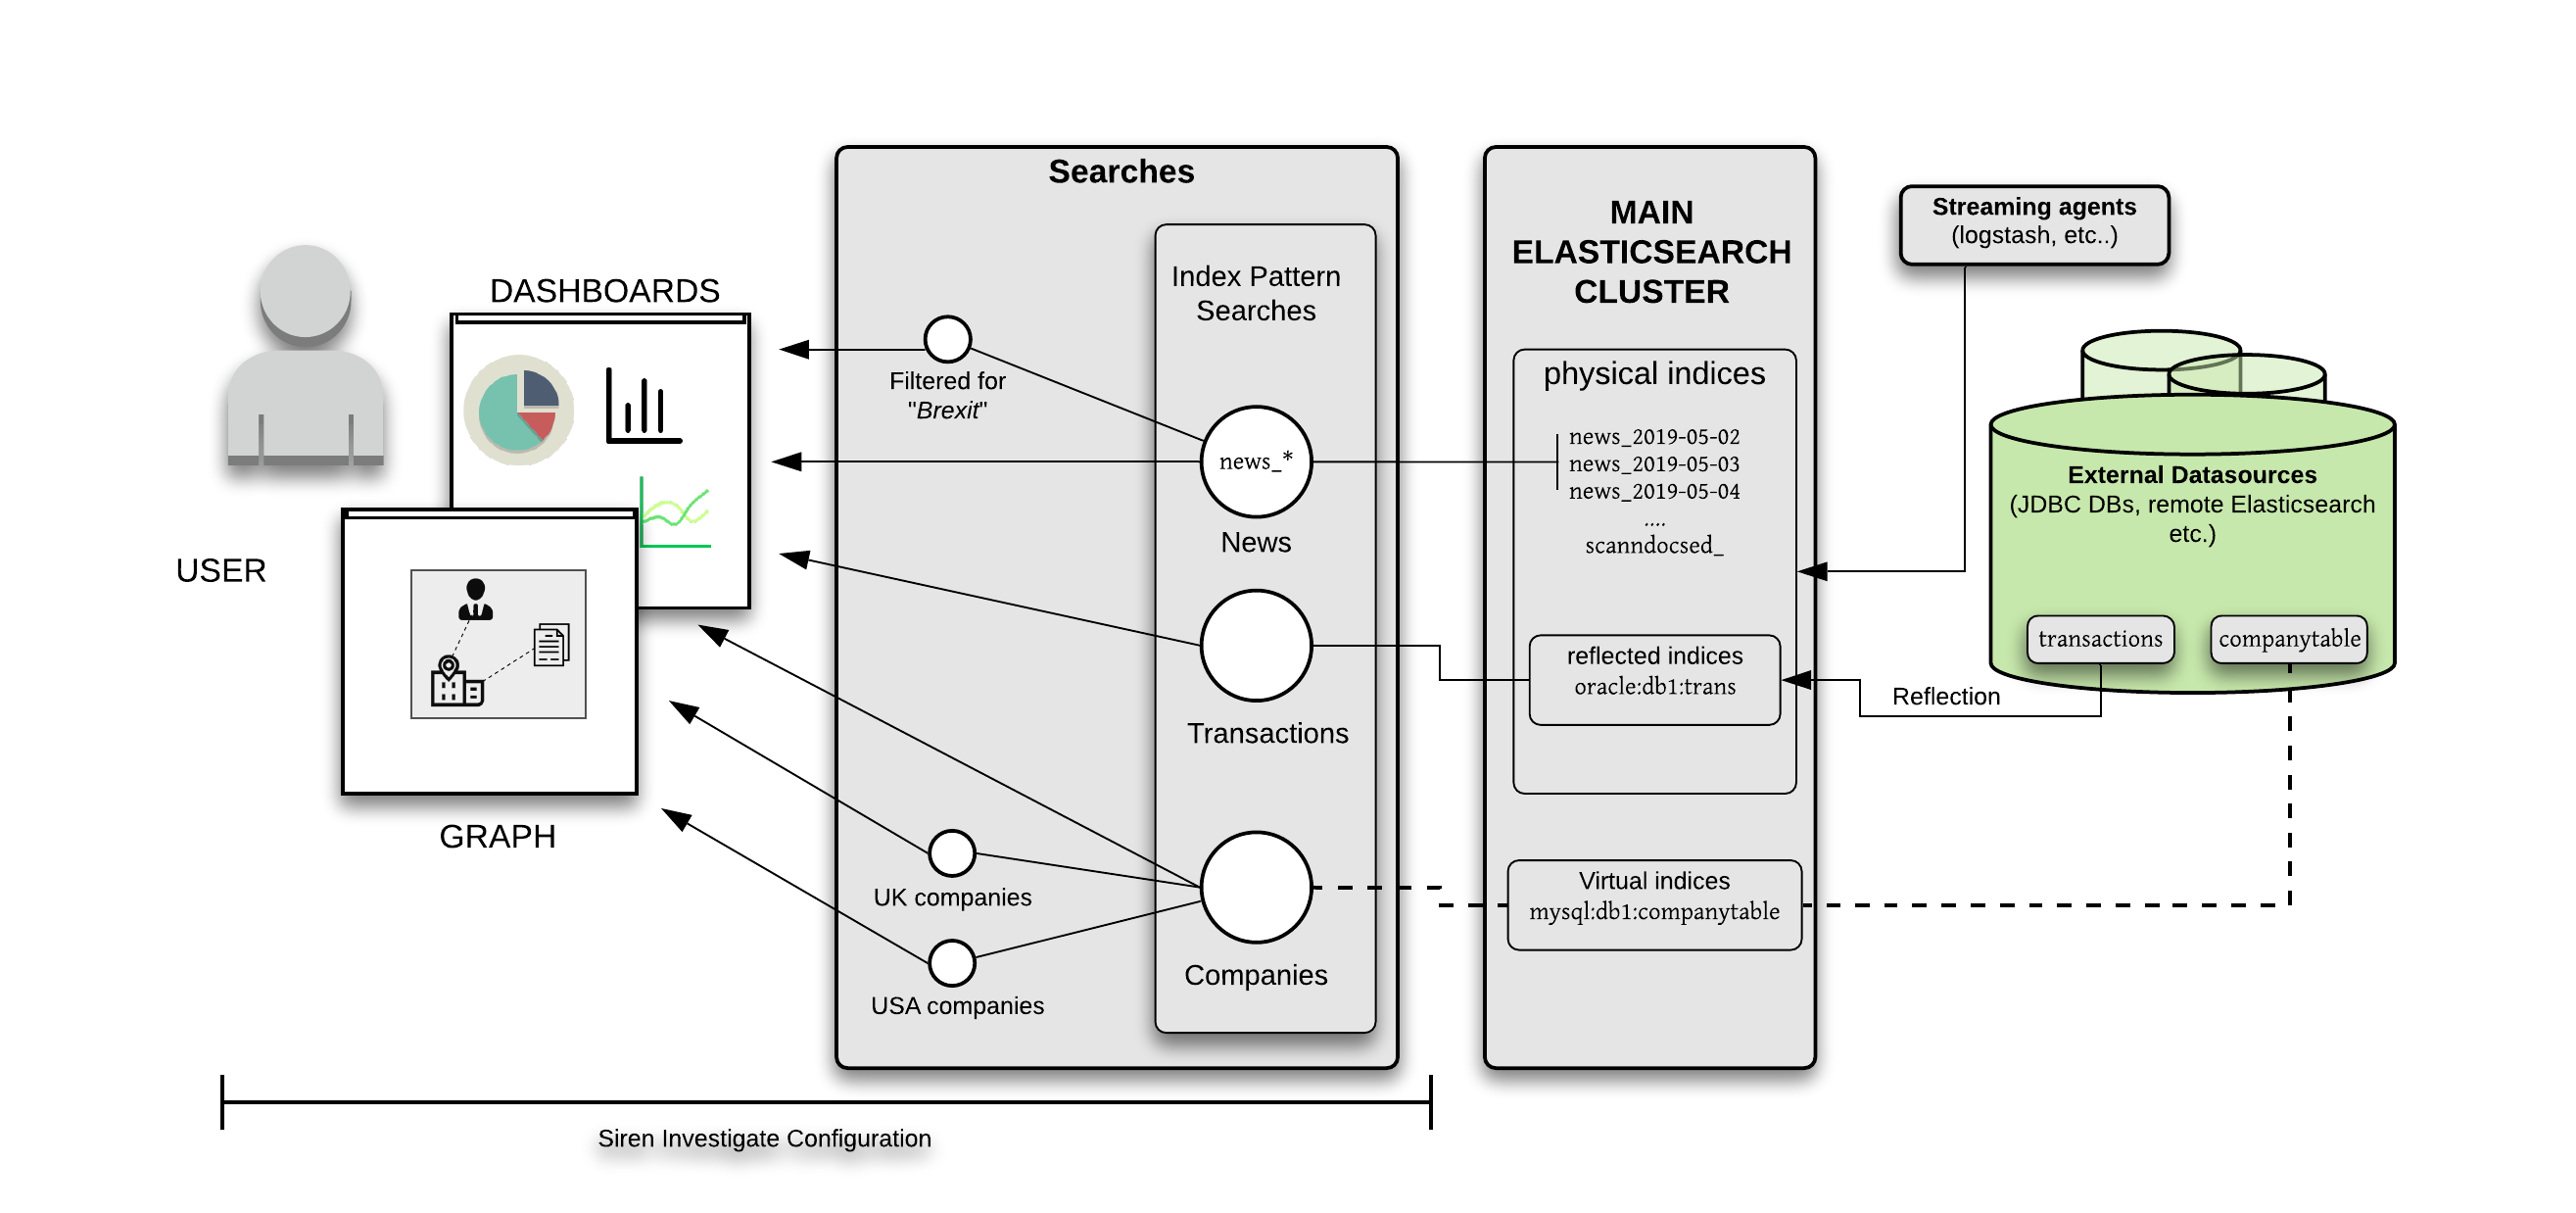 USER
DASHBOARDS
GRAPH
Searches
Filtered for
"Brexit"
Index Pattern
Searches
news_*
News
Transactions
Companies
UK companies
USA companies
MAIN
ELASTICSEARCH
CLUSTER
physical indices
news_2019-05-02
news_2019-05-03
news_2019-05-04
....
scanndocsed_
reflected indices
oracle:db1:trans
Virtual indices
mysql:db1:companytable
Streaming agents
(logstash, etc..)
External Datasources
(JDBC DBs, remote Elasticsearch
etc.)
transactions
companytable
Reflection
Siren Investigate Configuration